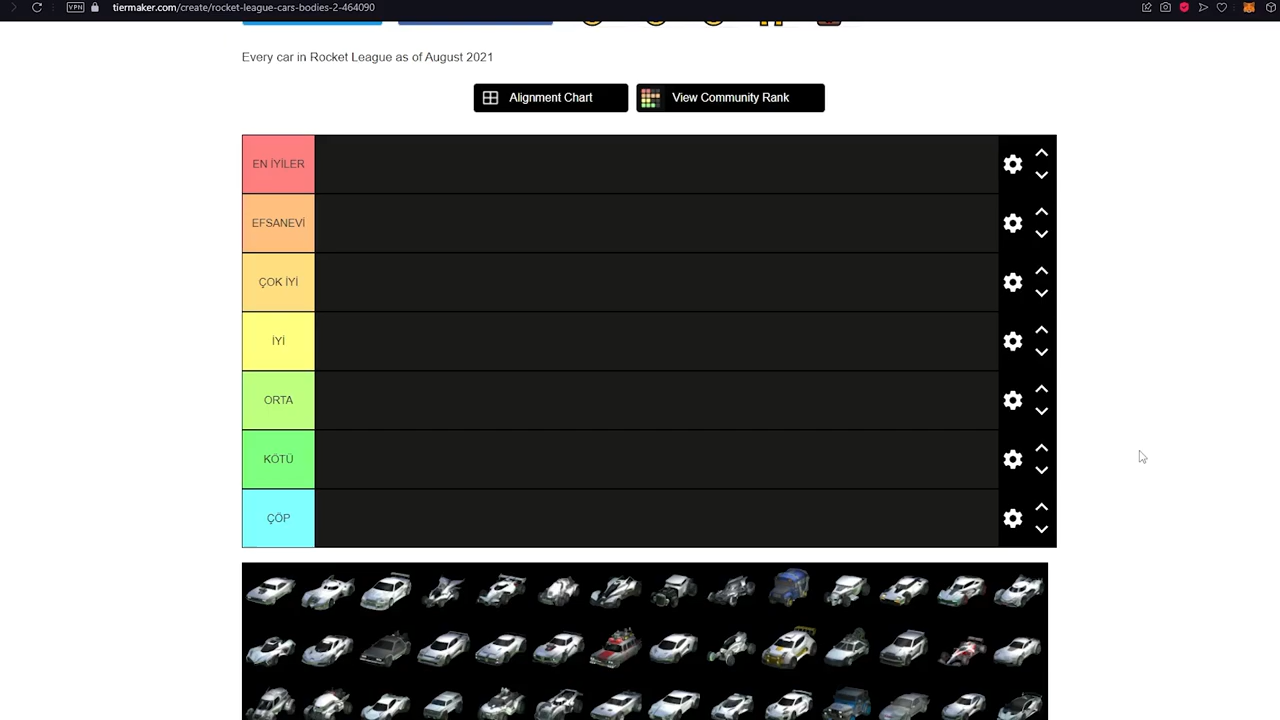 VPN
tiermaker.com/create/rocket-league-cars-bodies-2-464090
Every car in Rocket League as of August 2021
Alignment Chart
View Community Rank
EN İYİLER
EFSANEVİ
ÇOK İYİ
İYİ
ORTA
KÖTÜ
ÇÖP